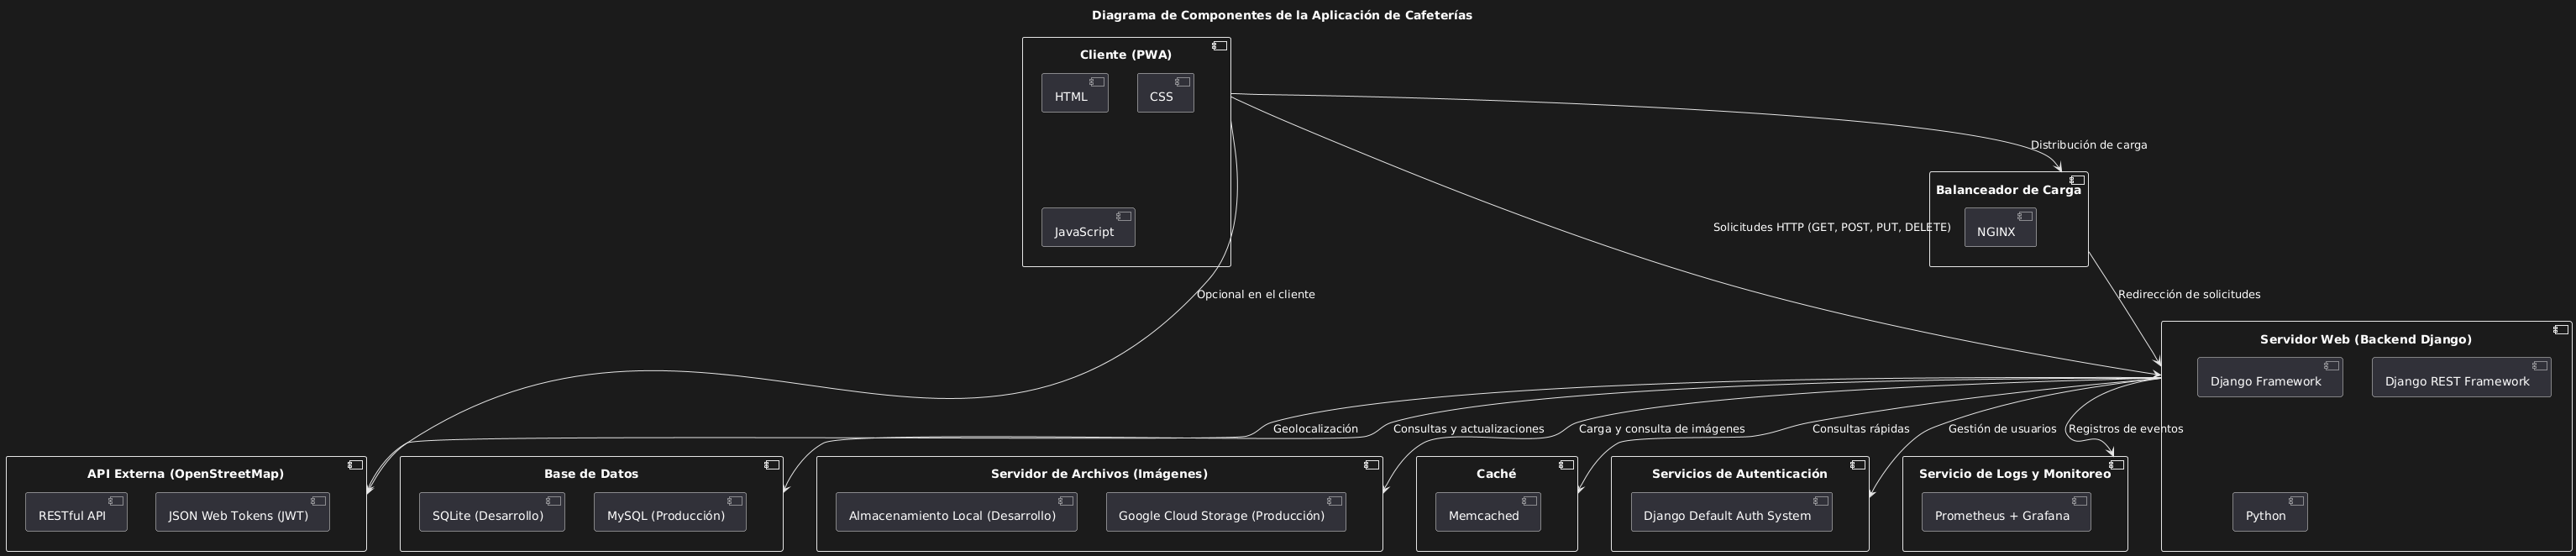 Diagrama de Componentes de la Aplicación de Cafeterías
Cliente (PWA)
HTML
CSS
JavaScript
Distribución de carga
Balanceador de Carga
NGINX
Solicitudes HTTP (GET, POST, PUT, DELETE)
Opcional en el cliente
Redirección de solicitudes
Servidor Web (Backend Django)
Django Framework
Django REST Framework
Python
Geolocalización
Consultas y actualizaciones
Carga y consulta de imágenes
Consultas rápidas
Gestión de usuarios
Registros de eventos
API Externa (OpenStreetMap)
RESTful API
JSON Web Tokens (JWT)
Base de Datos
SQLite (Desarrollo)
MySQL (Producción)
Servidor de Archivos (Imágenes)
Almacenamiento Local (Desarrollo)
Google Cloud Storage (Producción)
Caché
Memcached
Servicios de Autenticación
Django Default Auth System
Servicio de Logs y Monitoreo
Prometheus + Grafana